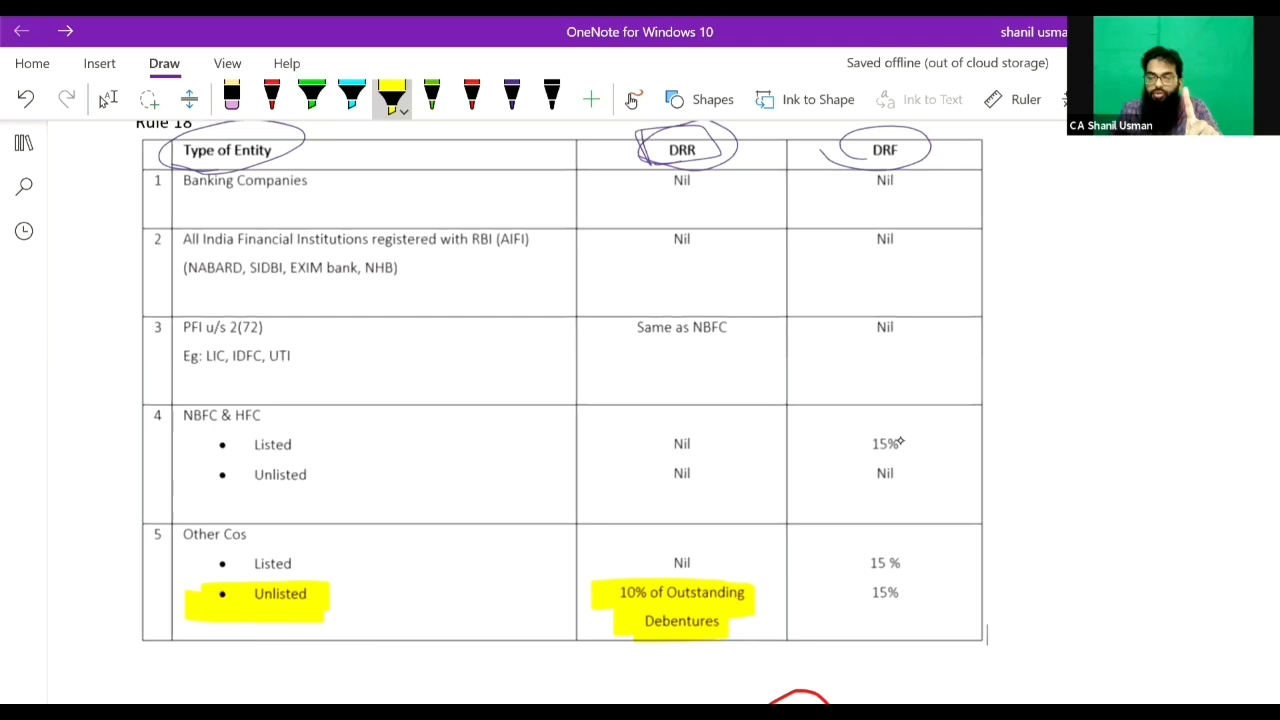 OneNote for Windows 10
shanil usma
Home Insert Draw View Help
Saved offline (out of cloud storage)
Shapes Ink to Shape Ink to Text Ruler
CA Shanil Usman
Rule 18
Type of Entity DRR DRF
1 Banking Companies Nil Nil
2 All India Financial Institutions registered with RBI (AIFI) Nil Nil
(NABARD, SIDBI, EXIM bank, NHB)
3 PFI u/s 2(72) Same as NBFC Nil
Eg: LIC, IDFC, UTI
4 NBFC & HFC
• Listed Nil 15%
• Unlisted Nil Nil
5 Other Cos
• Listed Nil 15 %
• Unlisted 10% of Outstanding 15%
Debentures